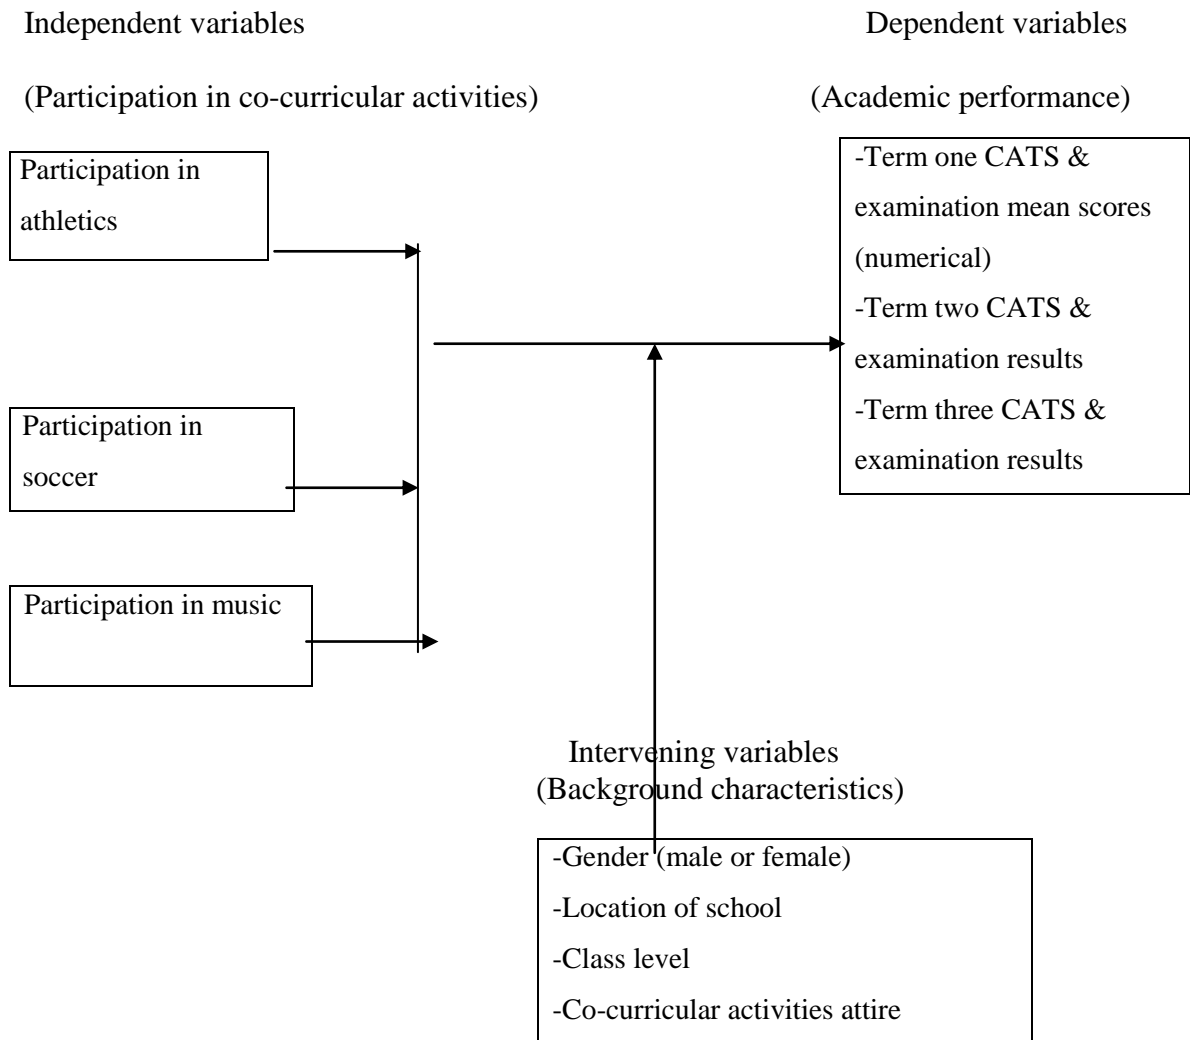 Independent variables
Dependent variables
(Participation in co-curricular activities)
(Academic performance)
Participation in
athletics
-Term one CATS &
examination mean scores
(numerical)
-Term two CATS &
examination results
-Term three CATS &
examination results
Participation in
soccer
Participation in music
Intervening variables
(Background characteristics)
-Gender (male or female)
-Location of school
-Class level
-Co-curricular activities attire